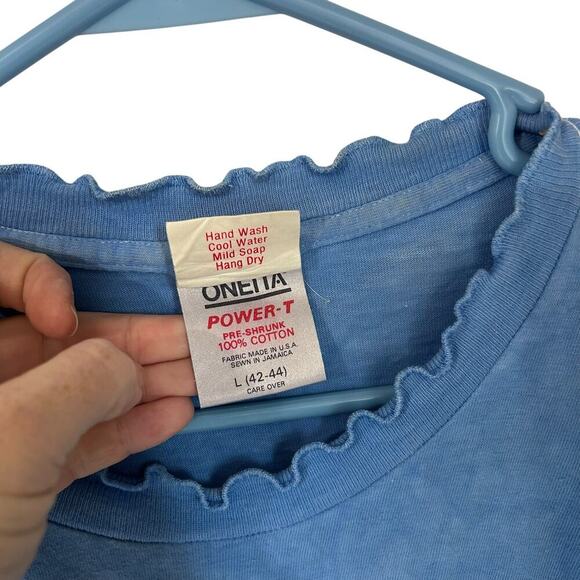 Hand Wash
Cool Water
Mild Soap
Hang Dry
ONEITA
POWER-T
PRE-SHRUNK
100% COTTON
FABRIC MADE IN U.S.A.
SEWN IN JAMAICA
L (42-44)
CARE OVER